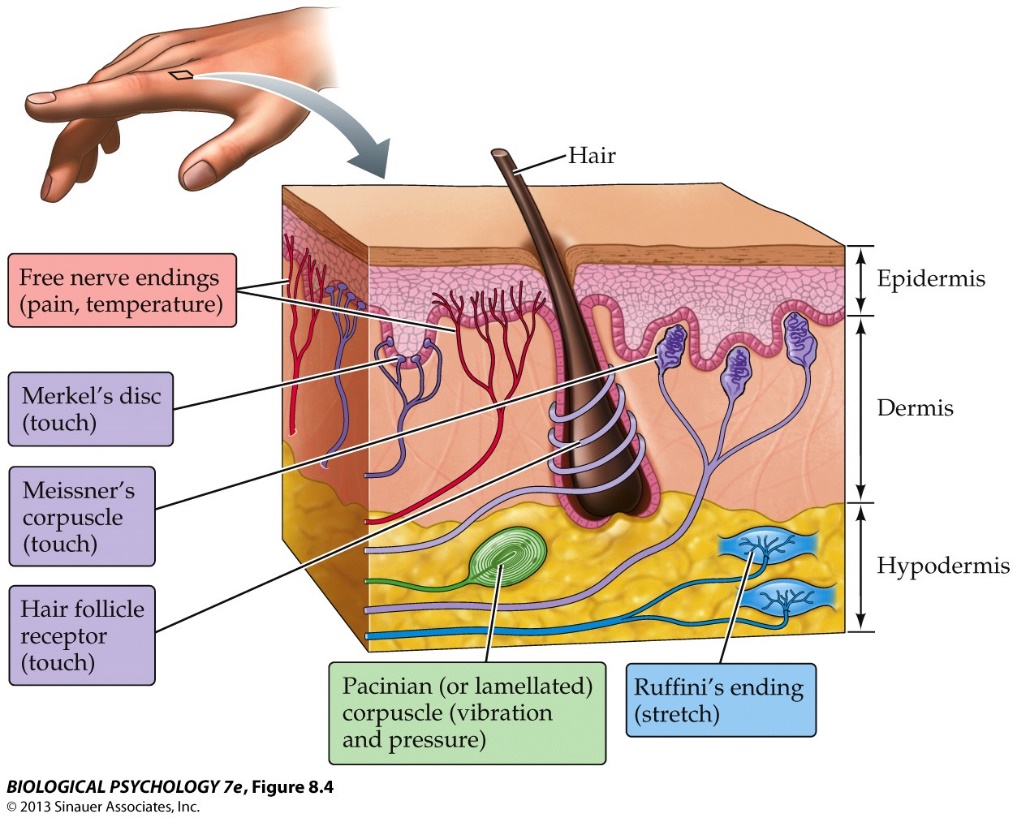 Hair
Epidermis
Free nerve endings
(pain, temperature)
Merkel's disc
(touch)
Dermis
Meissner's
corpuscle
(touch)
Hypodermis
Hair follicle
receptor
(touch)
Pacinian (or lamellated)
corpuscle (vibration
and pressure)
Ruffini's ending
(stretch)
BIOLOGICAL PSYCHOLOGY 7e, Figure 8.4
© 2013 Sinauer Associates, Inc.